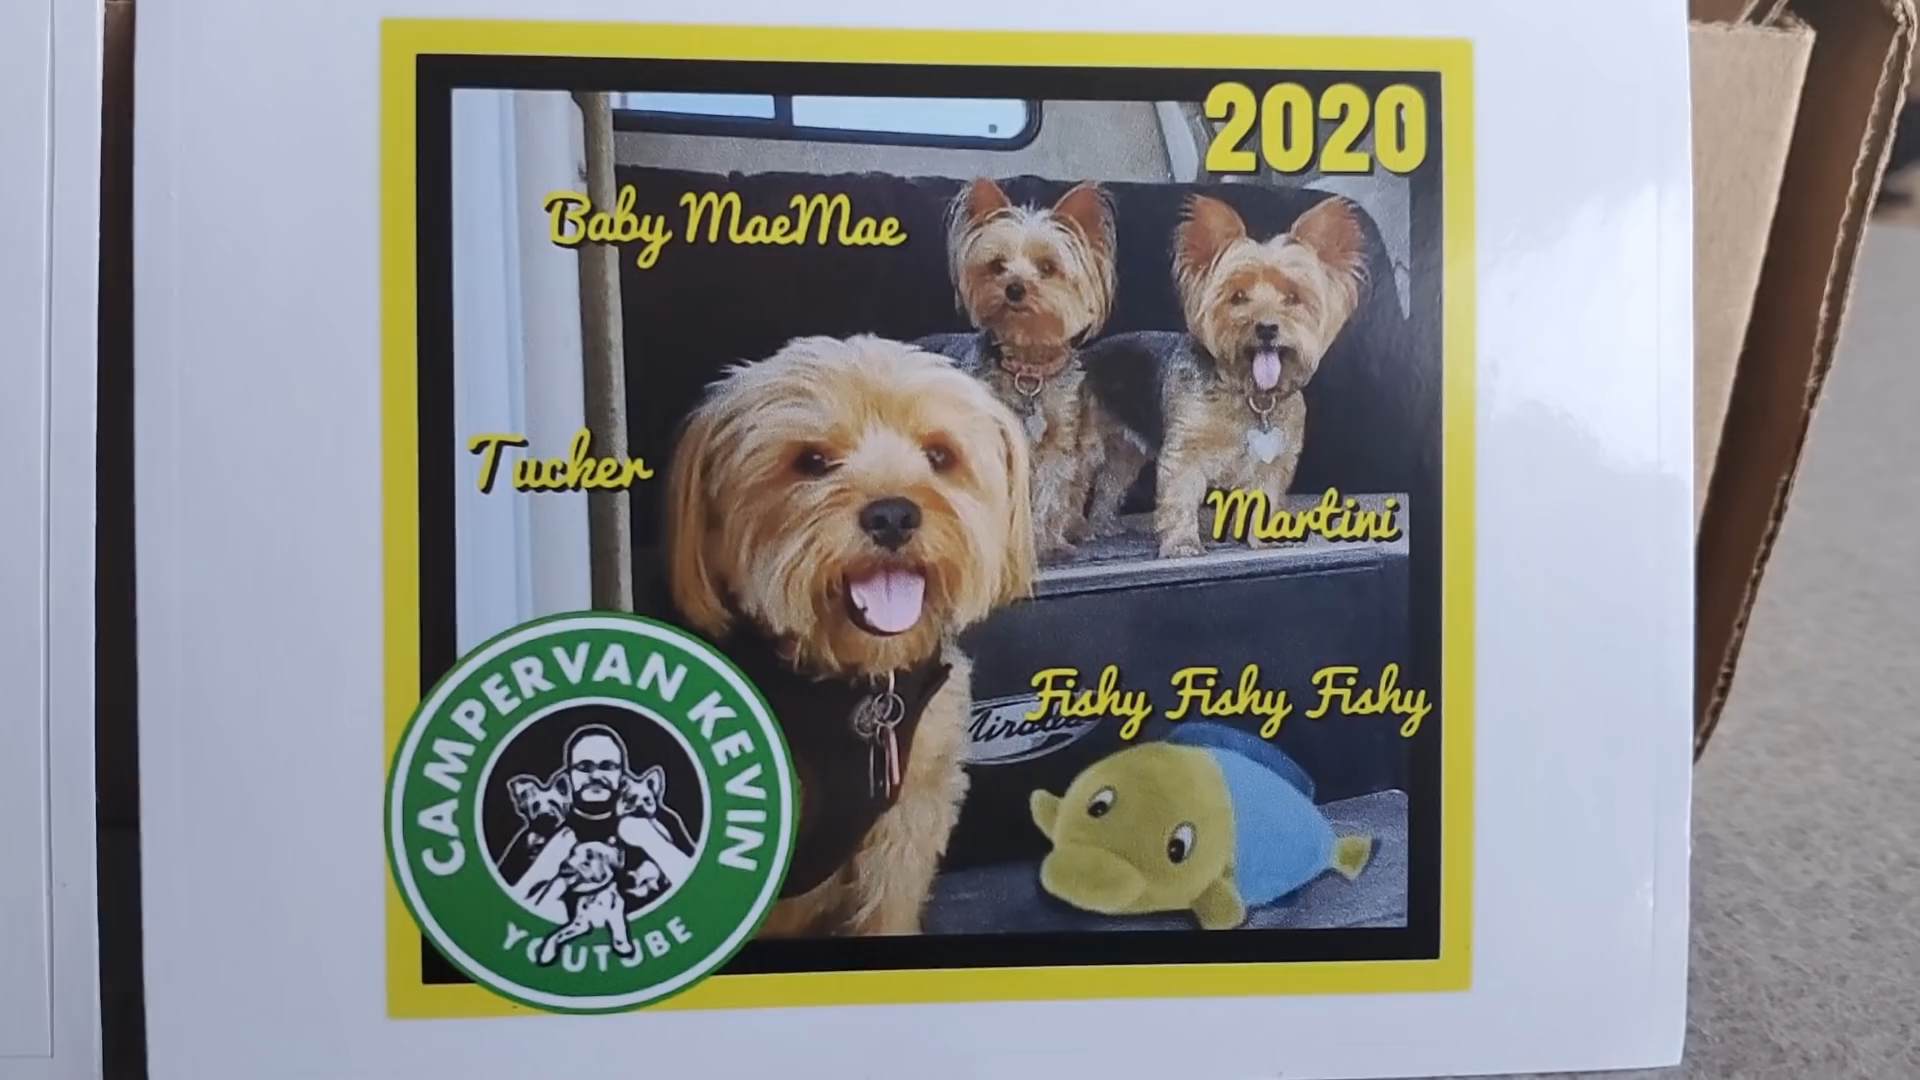 2020
Baby MaeMae
Tucker
Martini
Fishy Fishy Fishy
CAMPERVAN KEVIN
YOUTUBE